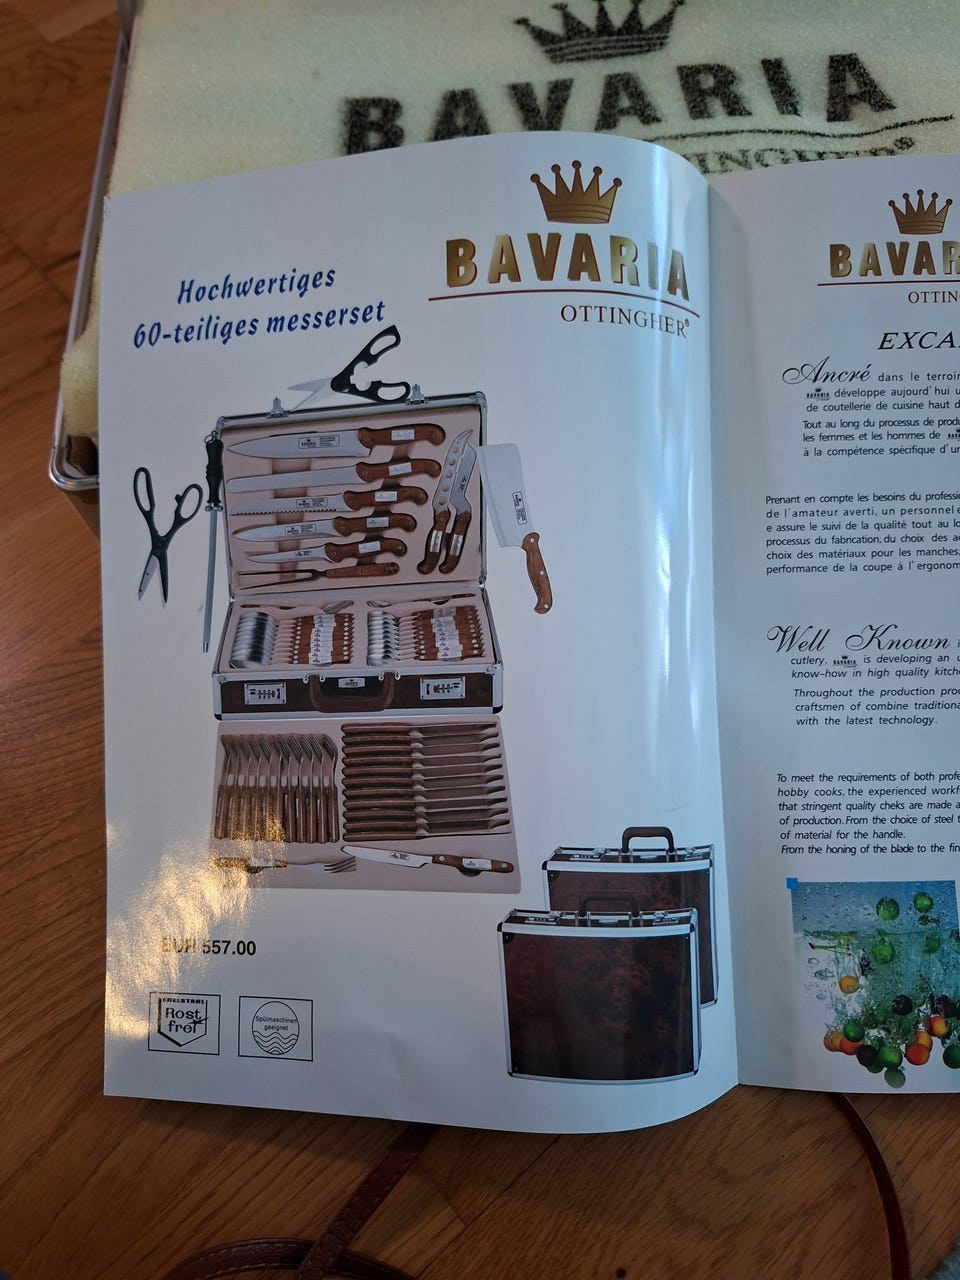 BAVARIA
BAVARIA
OTTINGHER®
Hochwertiges
60-teiliges messerset
EUR 557.00
EDELSTAHL
Rost
frei
Spülmaschinen
geeignet
BAVAR
OTTING
EXCA
Ancré dans le terroir
BAVARIA développe aujourd'hui u
de coutellerie de cuisine haut d
Tout au long du processus de produ
les femmes et les hommes de
à la compétence spécifique d'un
Prenant en compte les besoins du profession
de l'amateur averti, un personnel e
e assure le suivi de la qualité tout au lo
processus du fabrication, du choix des ac
choix des matériaux pour les manches,
performance de la coupe à l'ergonom
Well Known
cutlery, BAVARIA is developing an u
know-how in high quality kitche
Throughout the production proc
craftsmen of combine traditiona
with the latest technology.
To meet the requirements of both profe
hobby cooks, the experienced workf
that stringent quality cheks are made a
of production. From the choice of steel t
of material for the handle.
From the honing of the blade to the fin